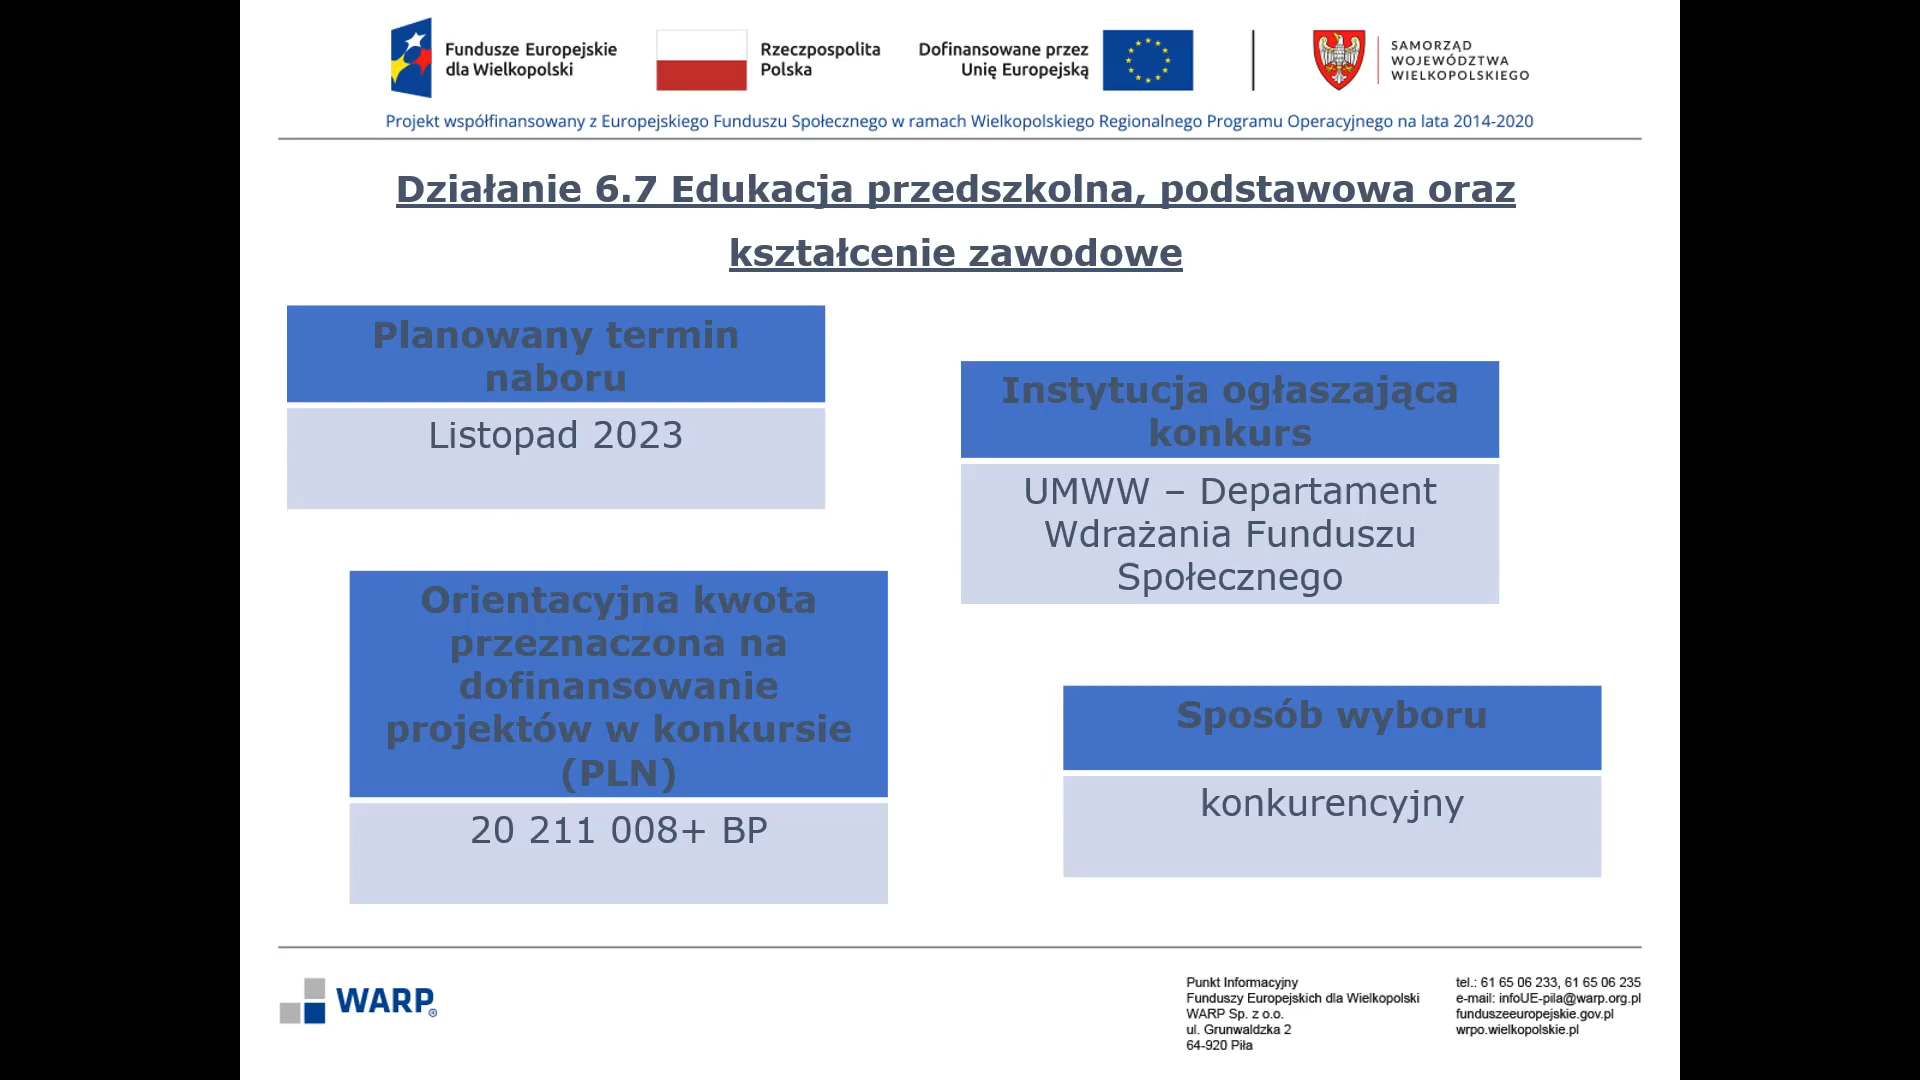 Fundusze Europejskie
dla Wielkopolski
Rzeczpospolita
Polska
Dofinansowane przez
Unię Europejską
SAMORZĄD
WOJEWÓDZTWA
WIELKOPOLSKIEGO
Projekt współfinansowany z Europejskiego Funduszu Społecznego w ramach Wielkopolskiego Regionalnego Programu Operacyjnego na lata 2014-2020
Działanie 6.7 Edukacja przedszkolna, podstawowa oraz
kształcenie zawodowe
Planowany termin
naboru
Listopad 2023
Instytucja ogłaszająca
konkurs
UMWW – Departament
Wdrażania Funduszu
Społecznego
Orientacyjna kwota
przeznaczona na
dofinansowanie
projektów w konkursie
(PLN)
20 211 008+ BP
Sposób wyboru
konkurencyjny
WARP®
Punkt Informacyjny
Funduszy Europejskich dla Wielkopolski
WARP Sp. z o.o.
ul. Grunwaldzka 2
64-920 Piła
tel.: 61 65 06 233, 61 65 06 235
e-mail: infoUE-pila@warp.org.pl
funduszeeuropejskie.gov.pl
wrpo.wielkopolskie.pl